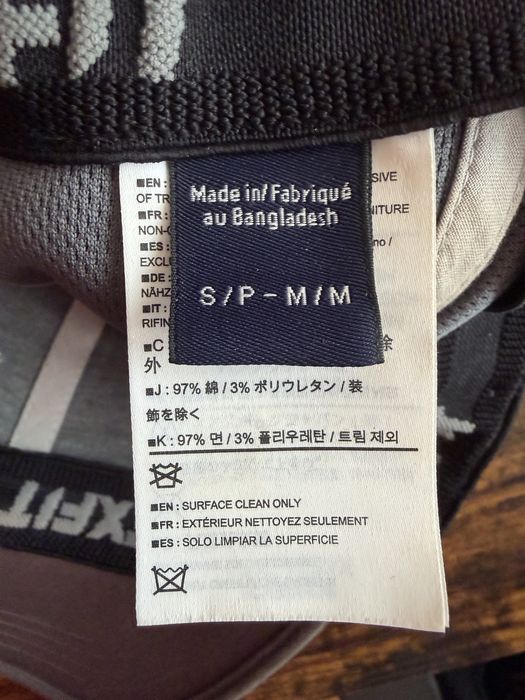 Made in/Fabriqué
au Bangladesh
S/P - M/M
■EN :
SIVE
OF TR
■FR :
NITURE
NON-
■ES :
no /
EXCL
■DE :
NÄHZ
■IT :
RIFIN
■C
除
外
■J : 97% 綿 / 3% ポリウレタン / 装
飾を除く
■K : 97% 면 / 3% 폴리우레탄 / 트림 제외
■EN : SURFACE CLEAN ONLY
■FR : EXTÉRIEUR NETTOYEZ SEULEMENT
■ES : SOLO LIMPIAR LA SUPERFICIE
XFIT